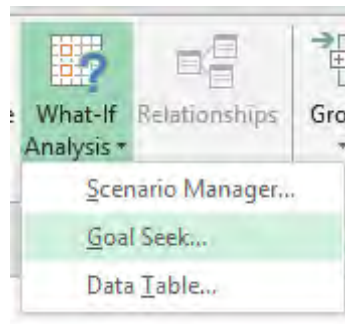 What-If Relationships Gro
Analysis
Scenario Manager...
Goal Seek...
Data Table...